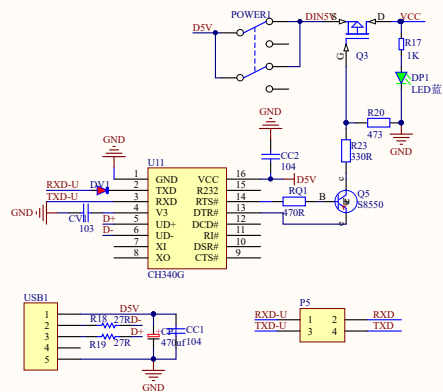 POWER1
D5V
DIN5V
S
D
VCC
G
Q3
R17
1K
DP1
LED蓝
R20
473
GND
R23
330R
GND
CC2
104
D5V
GND
U11
RXD-U
TXD-U
GND
CV1
103
D+
D-
1 GND VCC 16
2 TXD R232 15
3 RXD RTS# 14
4 V3 DTR# 13
5 UD+ DCD# 12
6 UD- RI# 11
7 XI DSR# 10
8 XO CTS# 9
CH340G
RQ1
470R
B
c
Q5
S8550
USB1
1
2
3
4
5
D5V
R18 27R D-
R19 27R
D+
470uf
CC1
104
GND
P5
RXD-U 1 2 RXD
TXD-U 3 4 TXD